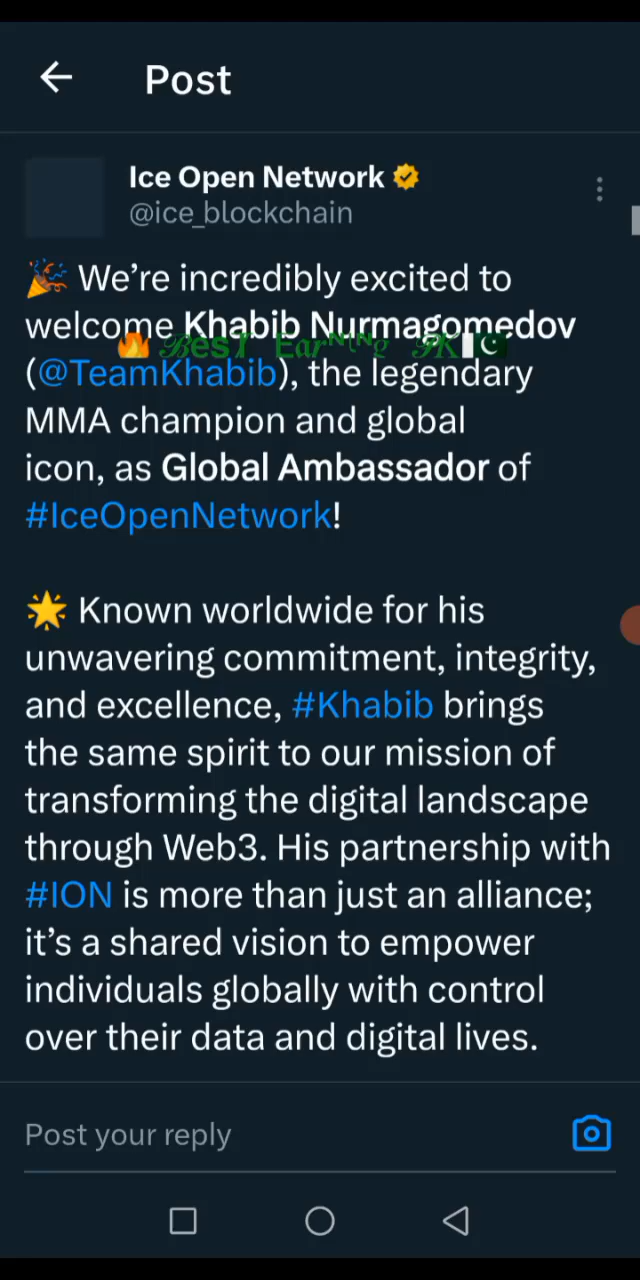 Post
Ice Open Network
@ice_blockchain
🎉 We’re incredibly excited to
welcome Khabib Nurmagomedov
🔥 Best Earning PK🇵🇰
(@TeamKhabib), the legendary
MMA champion and global
icon, as Global Ambassador of
#IceOpenNetwork!
🌟 Known worldwide for his
unwavering commitment, integrity,
and excellence, #Khabib brings
the same spirit to our mission of
transforming the digital landscape
through Web3. His partnership with
#ION is more than just an alliance;
it’s a shared vision to empower
individuals globally with control
over their data and digital lives.
Post your reply